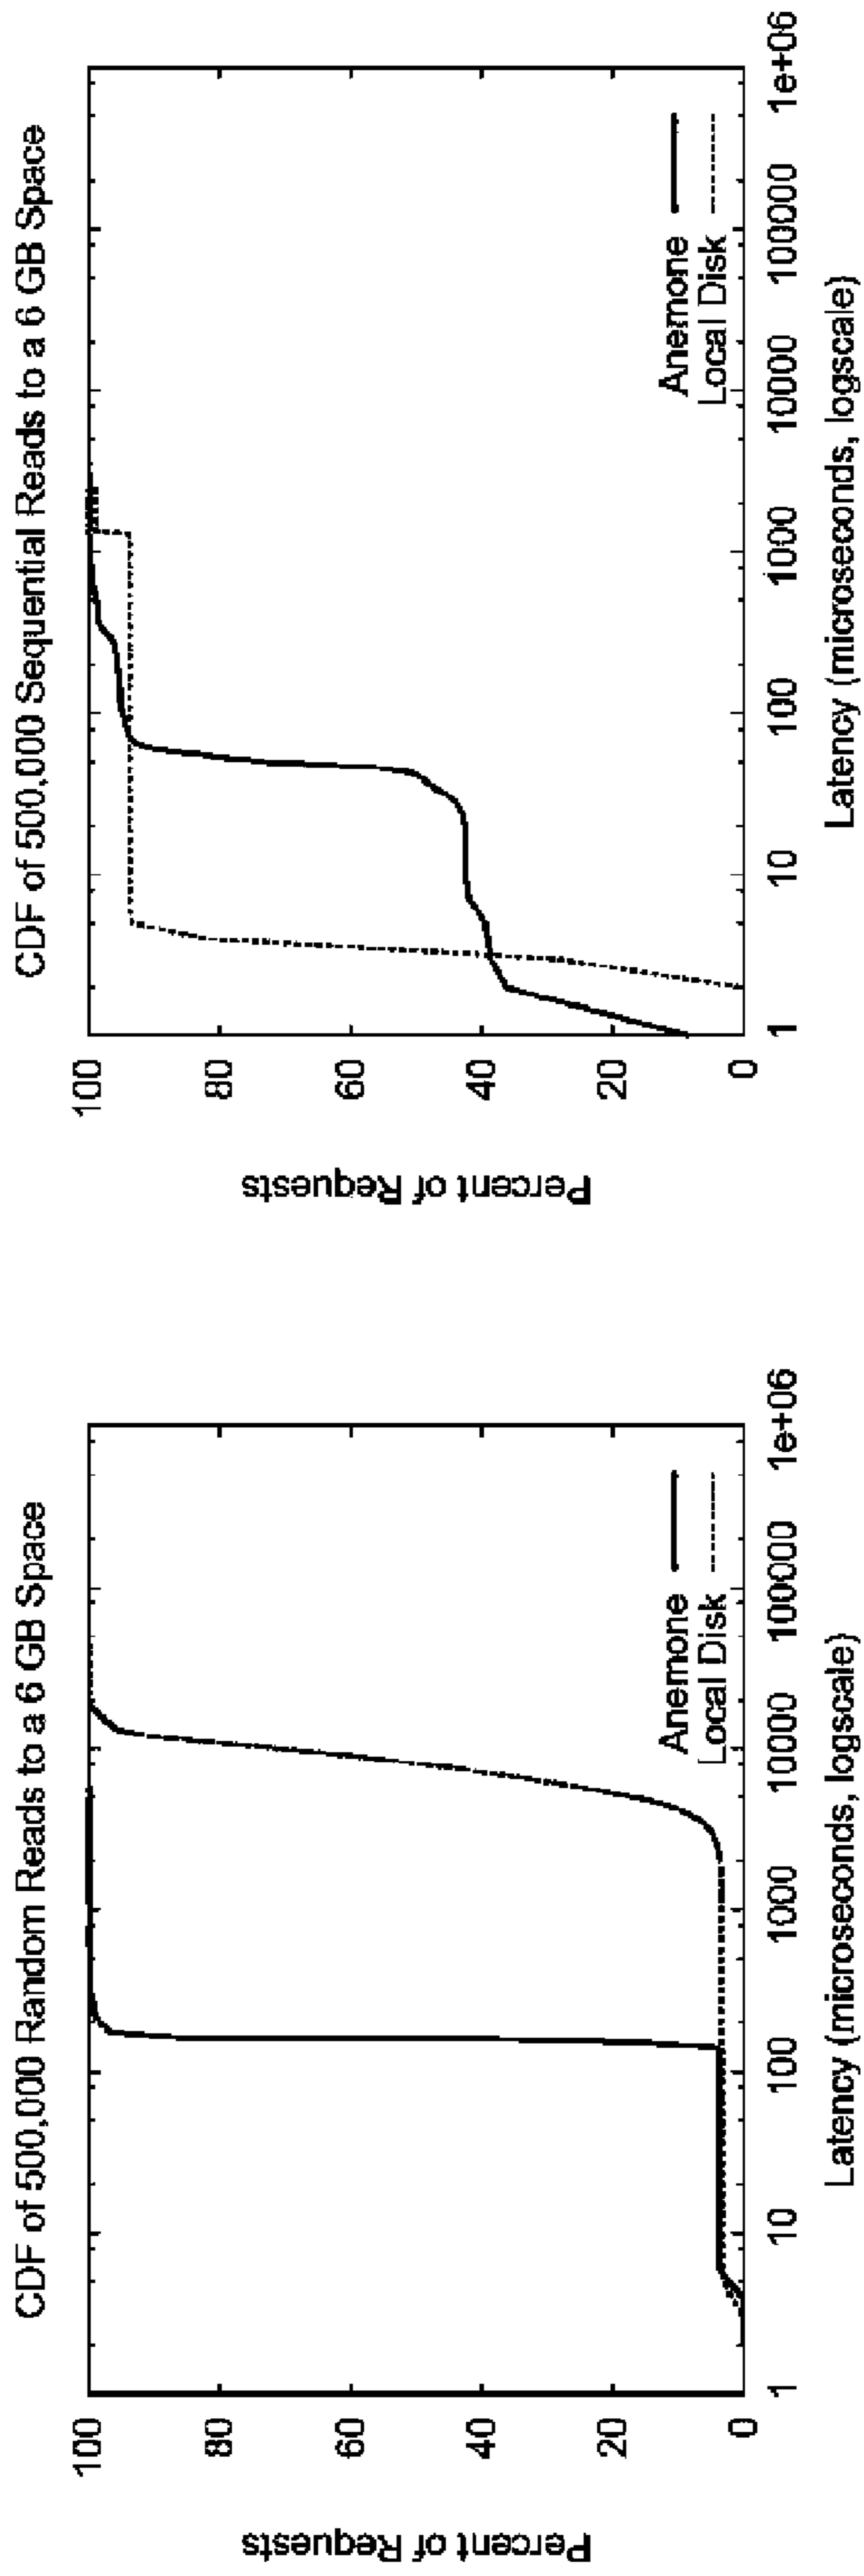 CDF of 500,000 Random Reads to a 6 GB Space
Percent of Requests
100
80
60
40
20
0
Anemone
Local Disk
1 10 100 1000 10000 100000 1e+06
Latency (microseconds, logscale)
CDF of 500,000 Sequential Reads to a 6 GB Space
Percent of Requests
100
80
60
40
20
0
Anemone
Local Disk
1 10 100 1000 10000 100000 1e+06
Latency (microseconds, logscale)